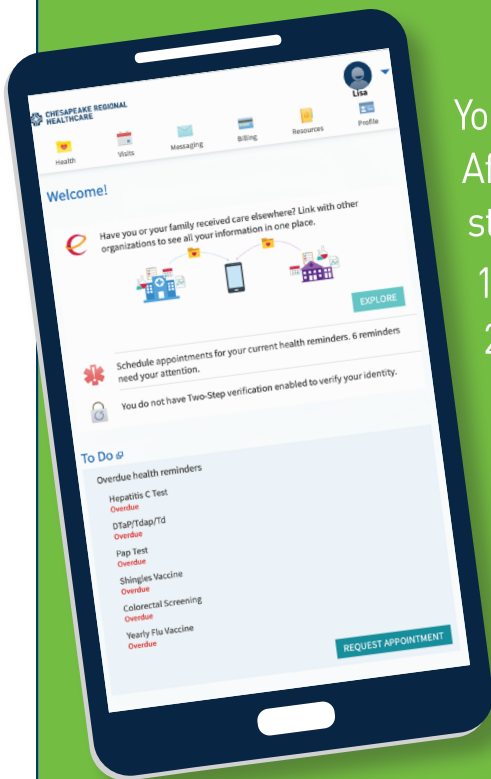 CHESAPEAKE REGIONAL
HEALTHCARE
Lisa
Health
Visits
Messaging
Billing
Resources
Profile
Welcome!
Have you or your family received care elsewhere? Link with other
organizations to see all your information in one place.
EXPLORE
Schedule appointments for your current health reminders. 6 reminders
need your attention.
You do not have Two-Step verification enabled to verify your identity.
To Do
Overdue health reminders
Hepatitis C Test
Overdue
DTaP/Tdap/Td
Overdue
Pap Test
Overdue
Shingles Vaccine
Overdue
Colorectal Screening
Overdue
Yearly Flu Vaccine
Overdue
REQUEST APPOINTMENT
1
2